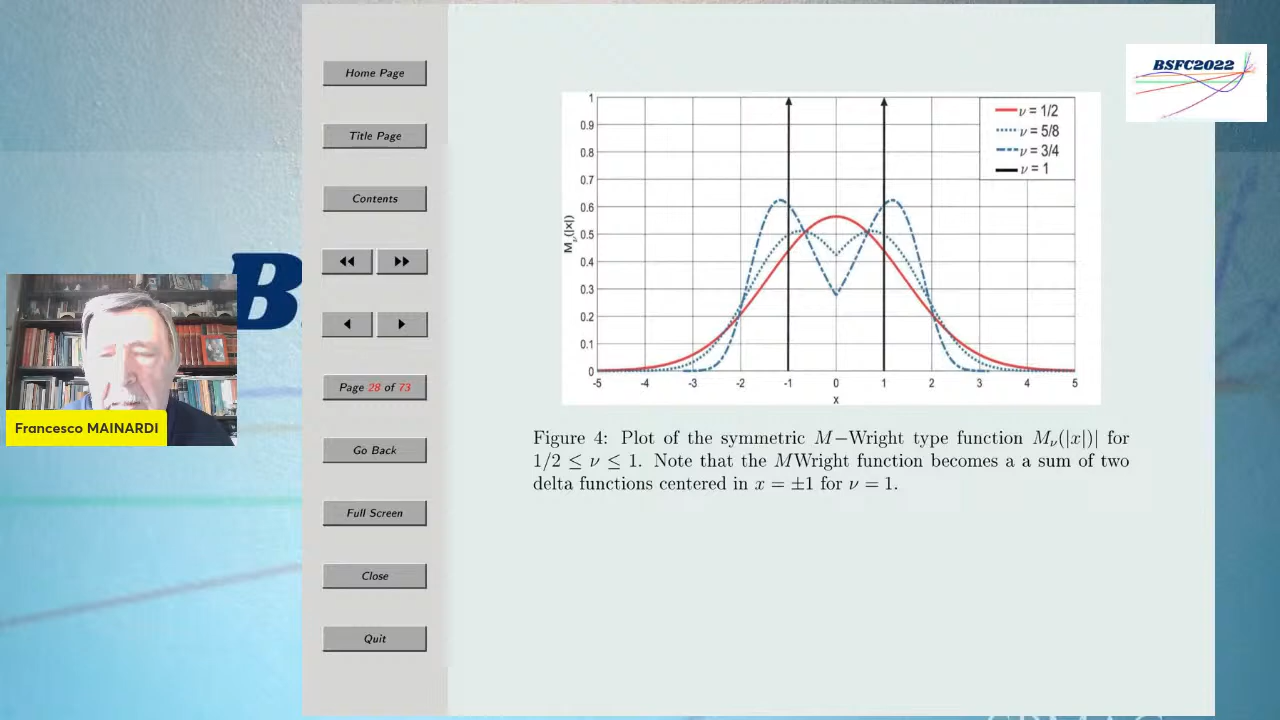 Home Page
Title Page
Contents
Page 28 of 73
Go Back
Full Screen
Close
Quit
BSFC2022
B
Francesco MAINARDI
1
0.9
0.8
0.7
0.6
0.5
0.4
0.3
0.2
0.1
0
Mν(|x|)
-5 -4 -3 -2 -1 0 1 2 3 4 5
x
ν = 1/2
ν = 5/8
ν = 3/4
ν = 1
Figure 4: Plot of the symmetric M−Wright type function Mν(|x|)| for
1/2 ≤ ν ≤ 1. Note that the MWright function becomes a a sum of two
delta functions centered in x = ±1 for ν = 1.